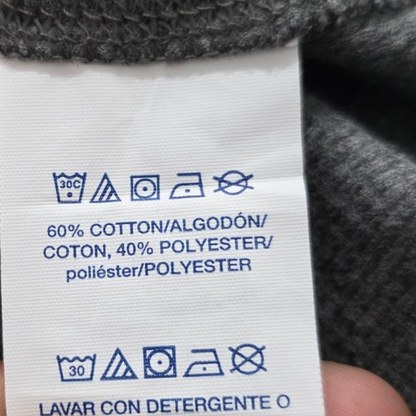 30C
60% COTTON/ALGODÓN/
COTON, 40% POLYESTER/
poliéster/POLYESTER
30
LAVAR CON DETERGENTE O